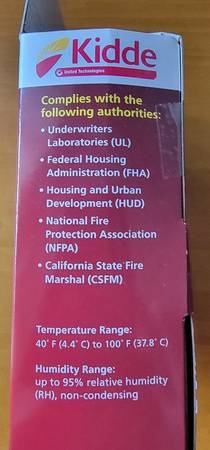 Kidde
United Technologies
Complies with the
following authorities:
• Underwriters
Laboratories (UL)
• Federal Housing
Administration (FHA)
• Housing and Urban
Development (HUD)
• National Fire
Protection Association
(NFPA)
• California State Fire
Marshal (CSFM)
Temperature Range:
40˚ F (4.4˚ C) to 100˚ F (37.8˚ C)
Humidity Range:
up to 95% relative humidity
(RH), non-condensing